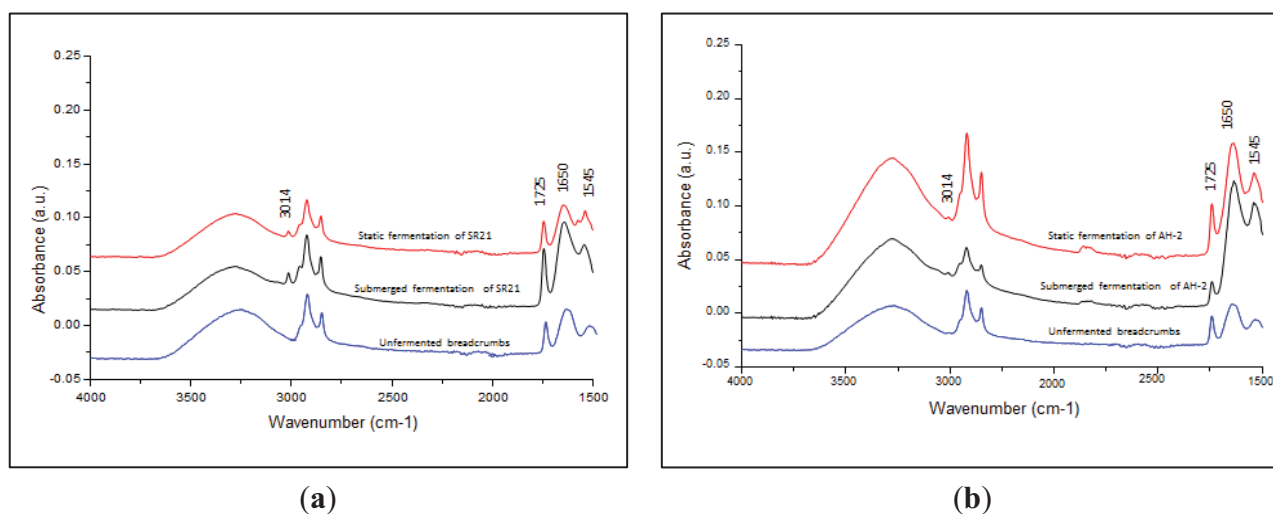 0.25
0.20
0.15
0.10
0.05
0.00
-0.05
Absorbance (a.u.)
3014
1725
1650
1545
Static fermentation of SR21
Submerged fermentation of SR21
Unfermented breadcrumbs
4000
3500
3000
2500
2000
1500
Wavenumber (cm-1)
(a)
0.25
0.20
0.15
0.10
0.05
0.00
-0.05
Absorbance (a.u.)
3014
1725
1650
1545
Static fermentation of AH-2
Submerged fermentation of AH-2
Unfermented breadcrumbs
4000
3500
3000
2000
2500
1500
Wavenumber (cm-1)
(b)